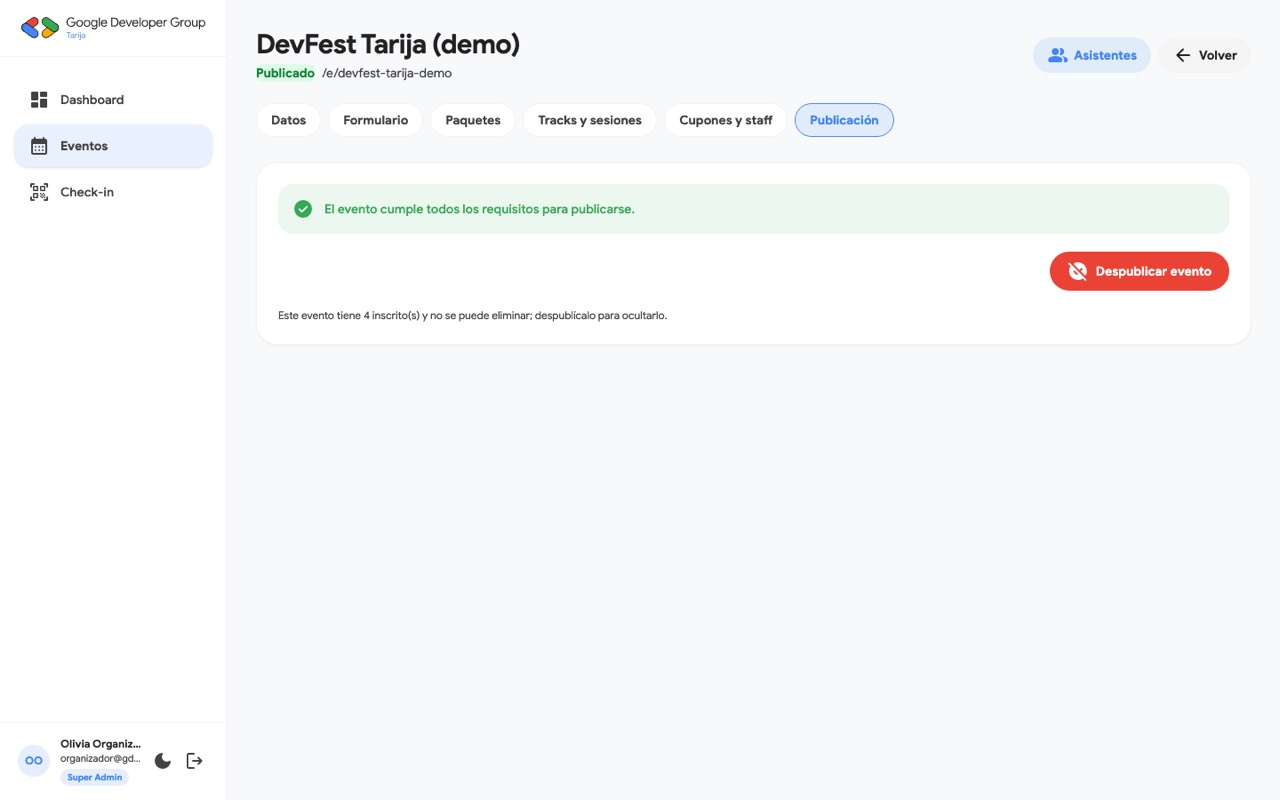 Google Developer Group
Tarija
Dashboard
Eventos
Check-in
Olivia Organiz...
organizador@gd...
Super Admin
OO
DevFest Tarija (demo)
Publicado /e/devfest-tarija-demo
Asistentes
Volver
Datos
Formulario
Paquetes
Tracks y sesiones
Cupones y staff
Publicación
El evento cumple todos los requisitos para publicarse.
Despublicar evento
Este evento tiene 4 inscrito(s) y no se puede eliminar; despublícalo para ocultarlo.